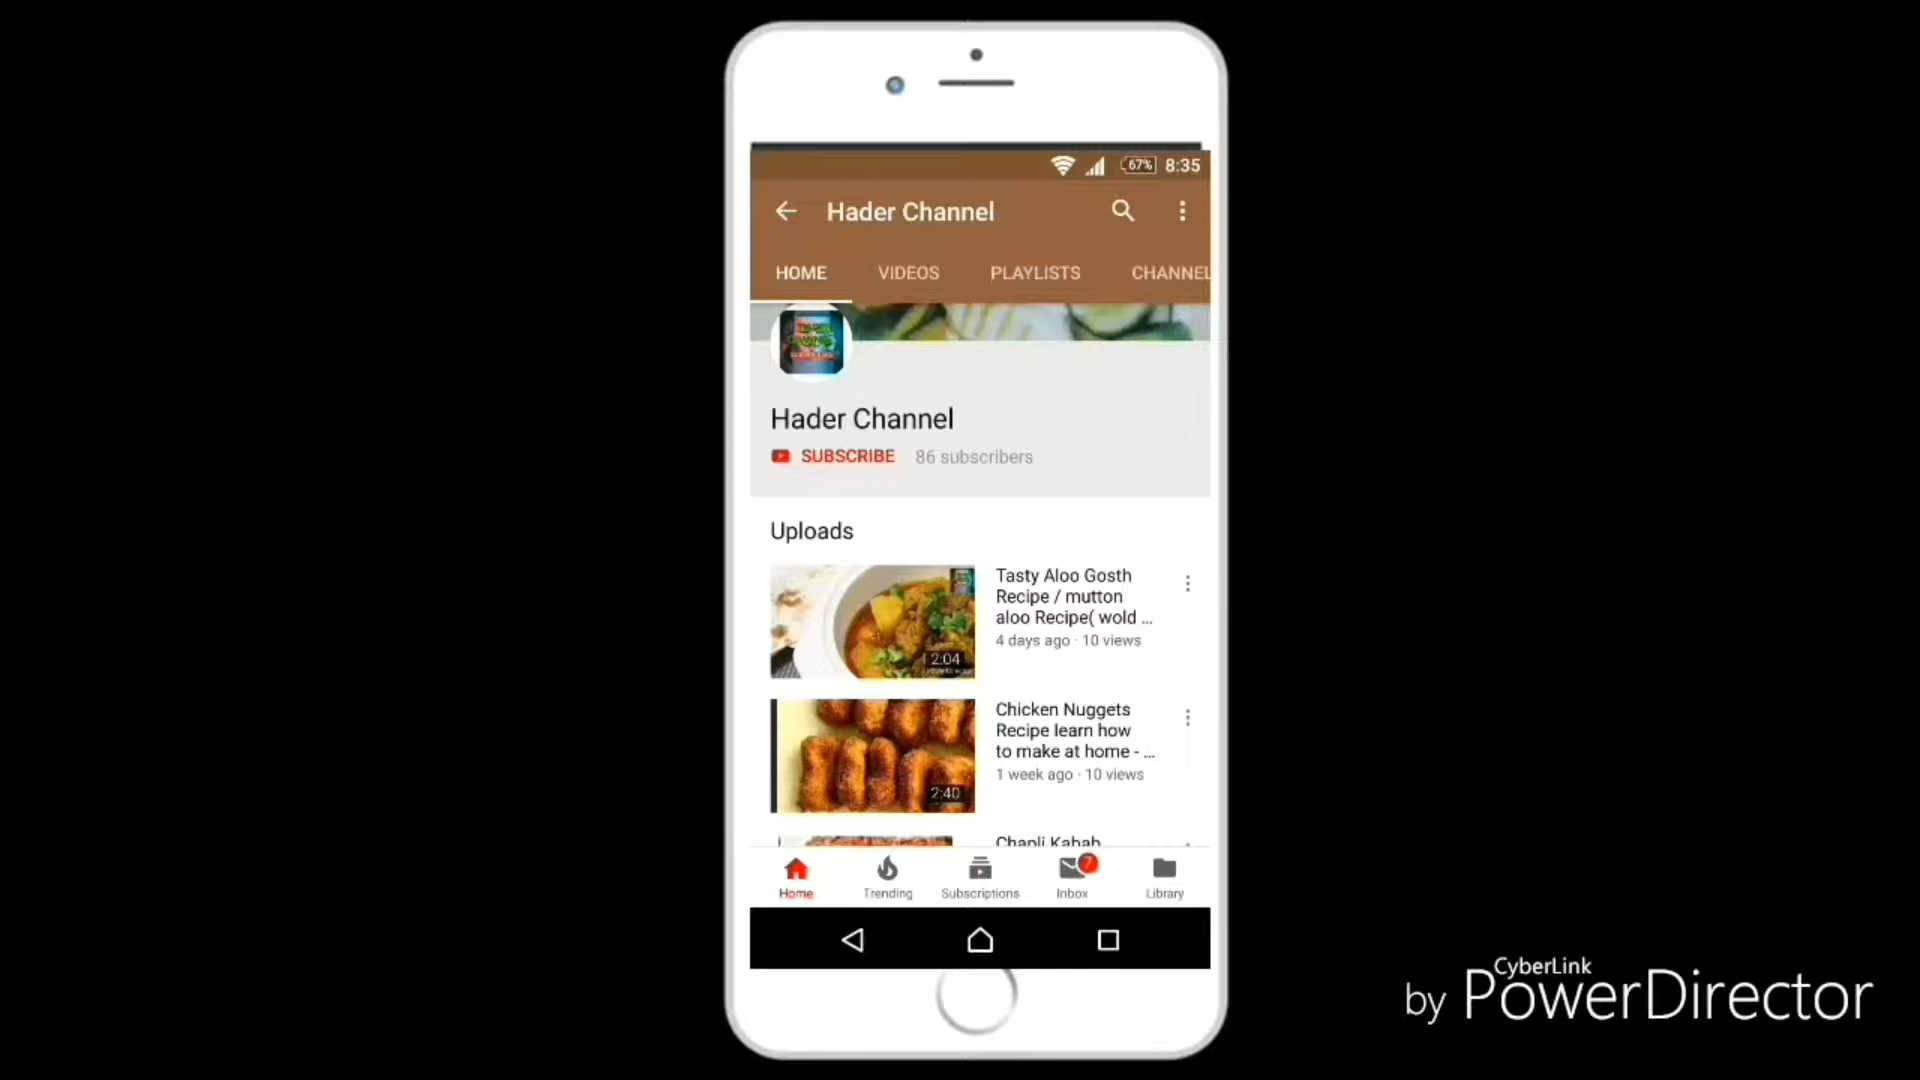 67% 8:35
Hader Channel
HOME VIDEOS PLAYLISTS CHANNEL
Hader Channel
SUBSCRIBE 86 subscribers
Uploads
Tasty Aloo Gosth
Recipe / mutton
aloo Recipe( wold ...
4 days ago · 10 views
2:04
Chicken Nuggets
Recipe learn how
to make at home - ...
1 week ago · 10 views
2:40
Chapli Kabab
7
Home Trending Subscriptions Inbox Library
CyberLink
by PowerDirector